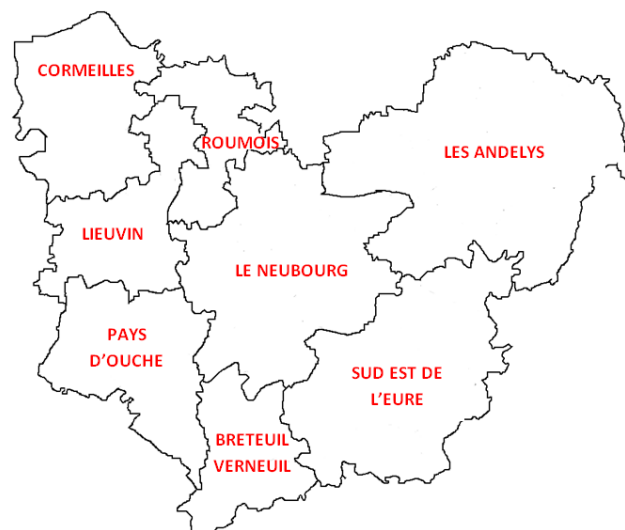 CORMEILLES
ROUMOIS
LES ANDELYS
LIEUVIN
LE NEUBOURG
PAYS
D’OUCHE
SUD EST DE
L’EURE
BRETEUIL
VERNEUIL